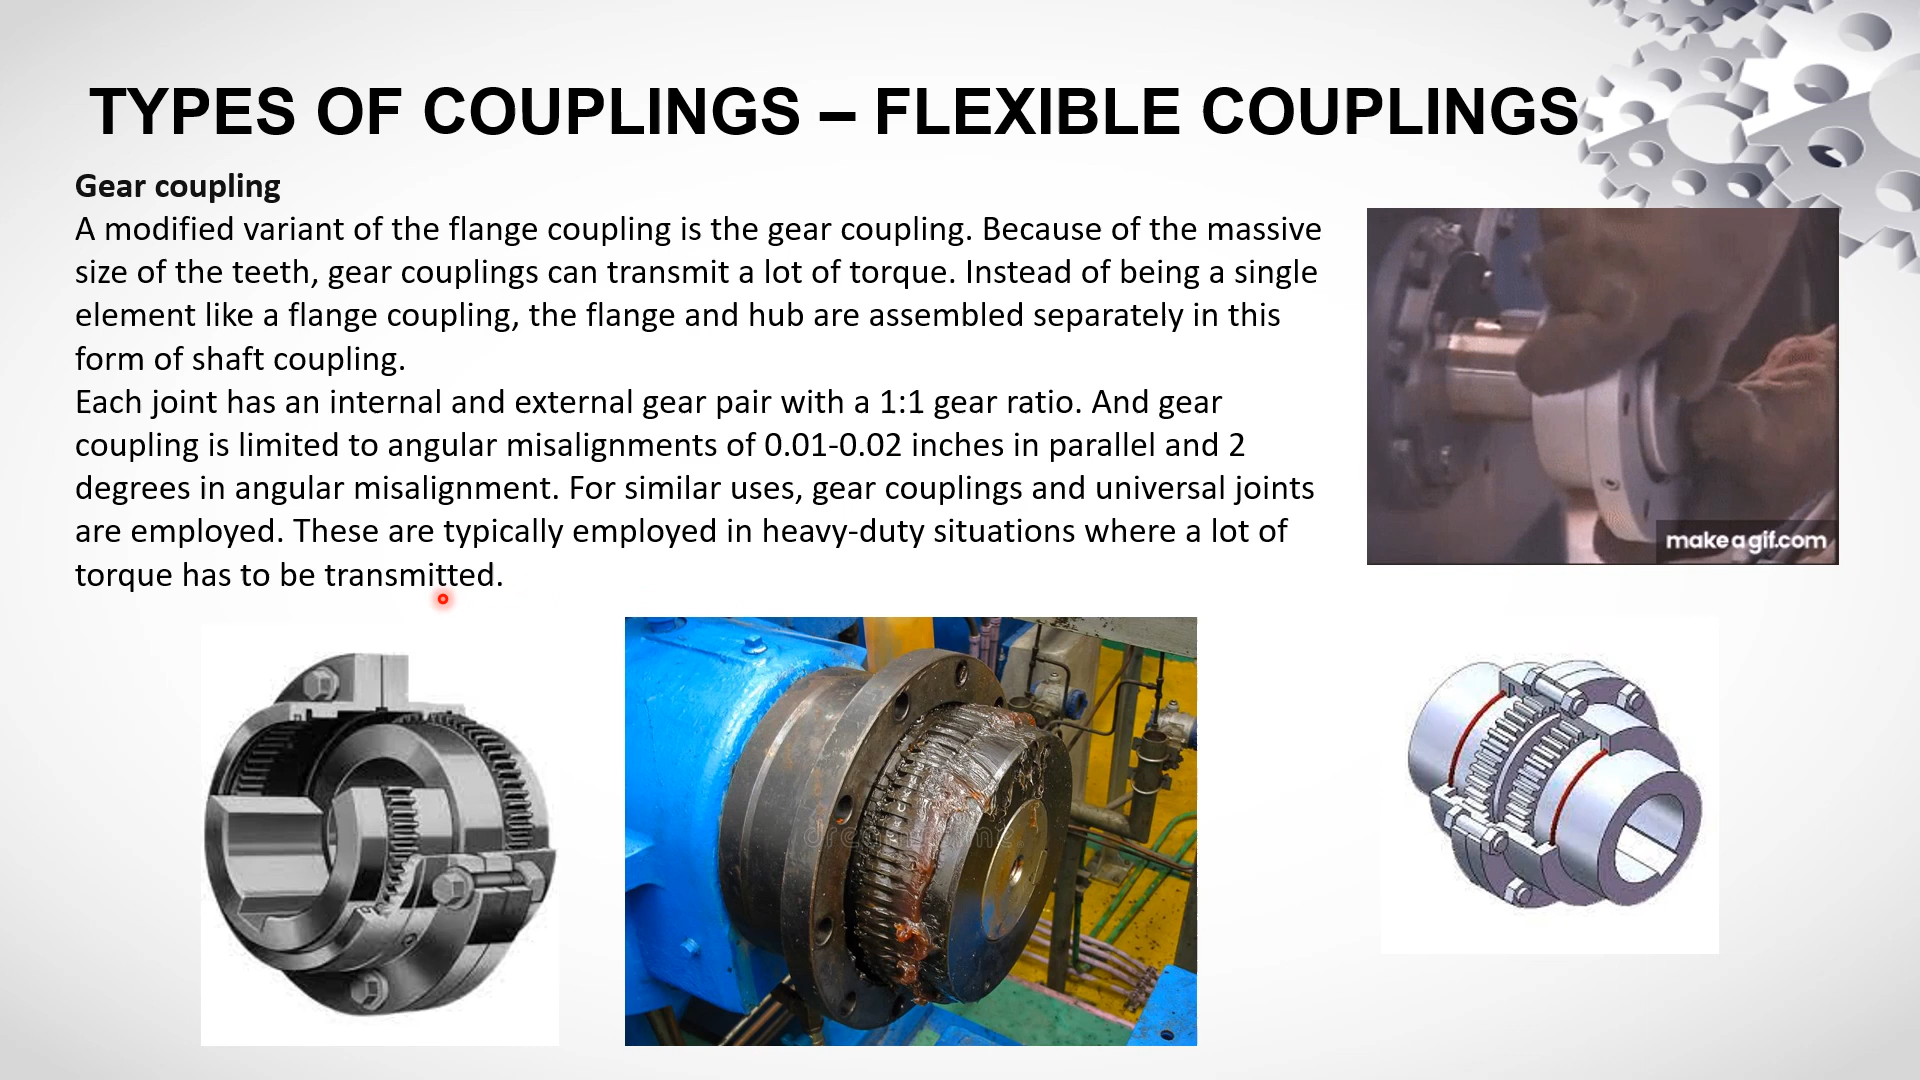 TYPES OF COUPLINGS – FLEXIBLE COUPLINGS
Gear coupling
A modified variant of the flange coupling is the gear coupling. Because of the massive
size of the teeth, gear couplings can transmit a lot of torque. Instead of being a single
element like a flange coupling, the flange and hub are assembled separately in this
form of shaft coupling.
Each joint has an internal and external gear pair with a 1:1 gear ratio. And gear
coupling is limited to angular misalignments of 0.01-0.02 inches in parallel and 2
degrees in angular misalignment. For similar uses, gear couplings and universal joints
are employed. These are typically employed in heavy-duty situations where a lot of
torque has to be transmitted.
makeagif.com